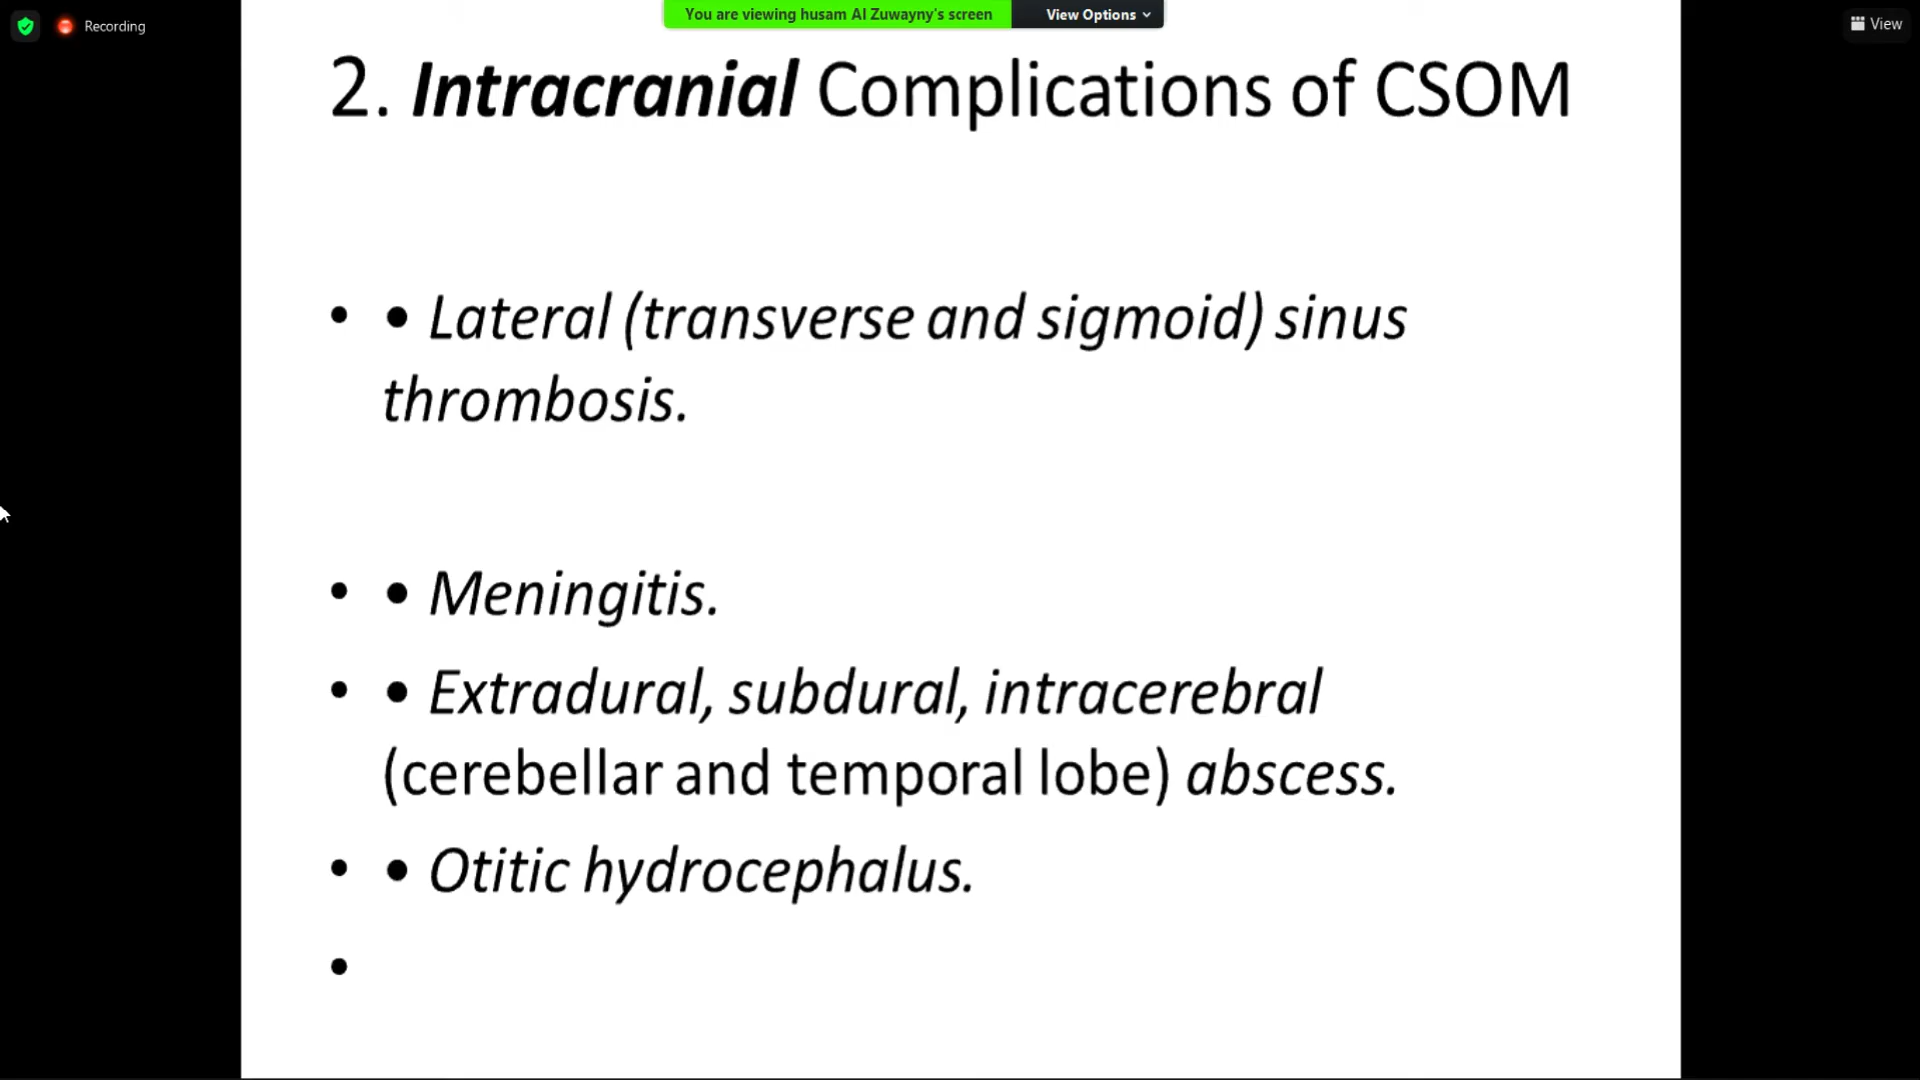 Recording
You are viewing husam Al Zuwayny's screen
View Options
View
2. Intracranial Complications of CSOM
• • Lateral (transverse and sigmoid) sinus
thrombosis.
• • Meningitis.
• • Extradural, subdural, intracerebral
(cerebellar and temporal lobe) abscess.
• • Otitic hydrocephalus.
•